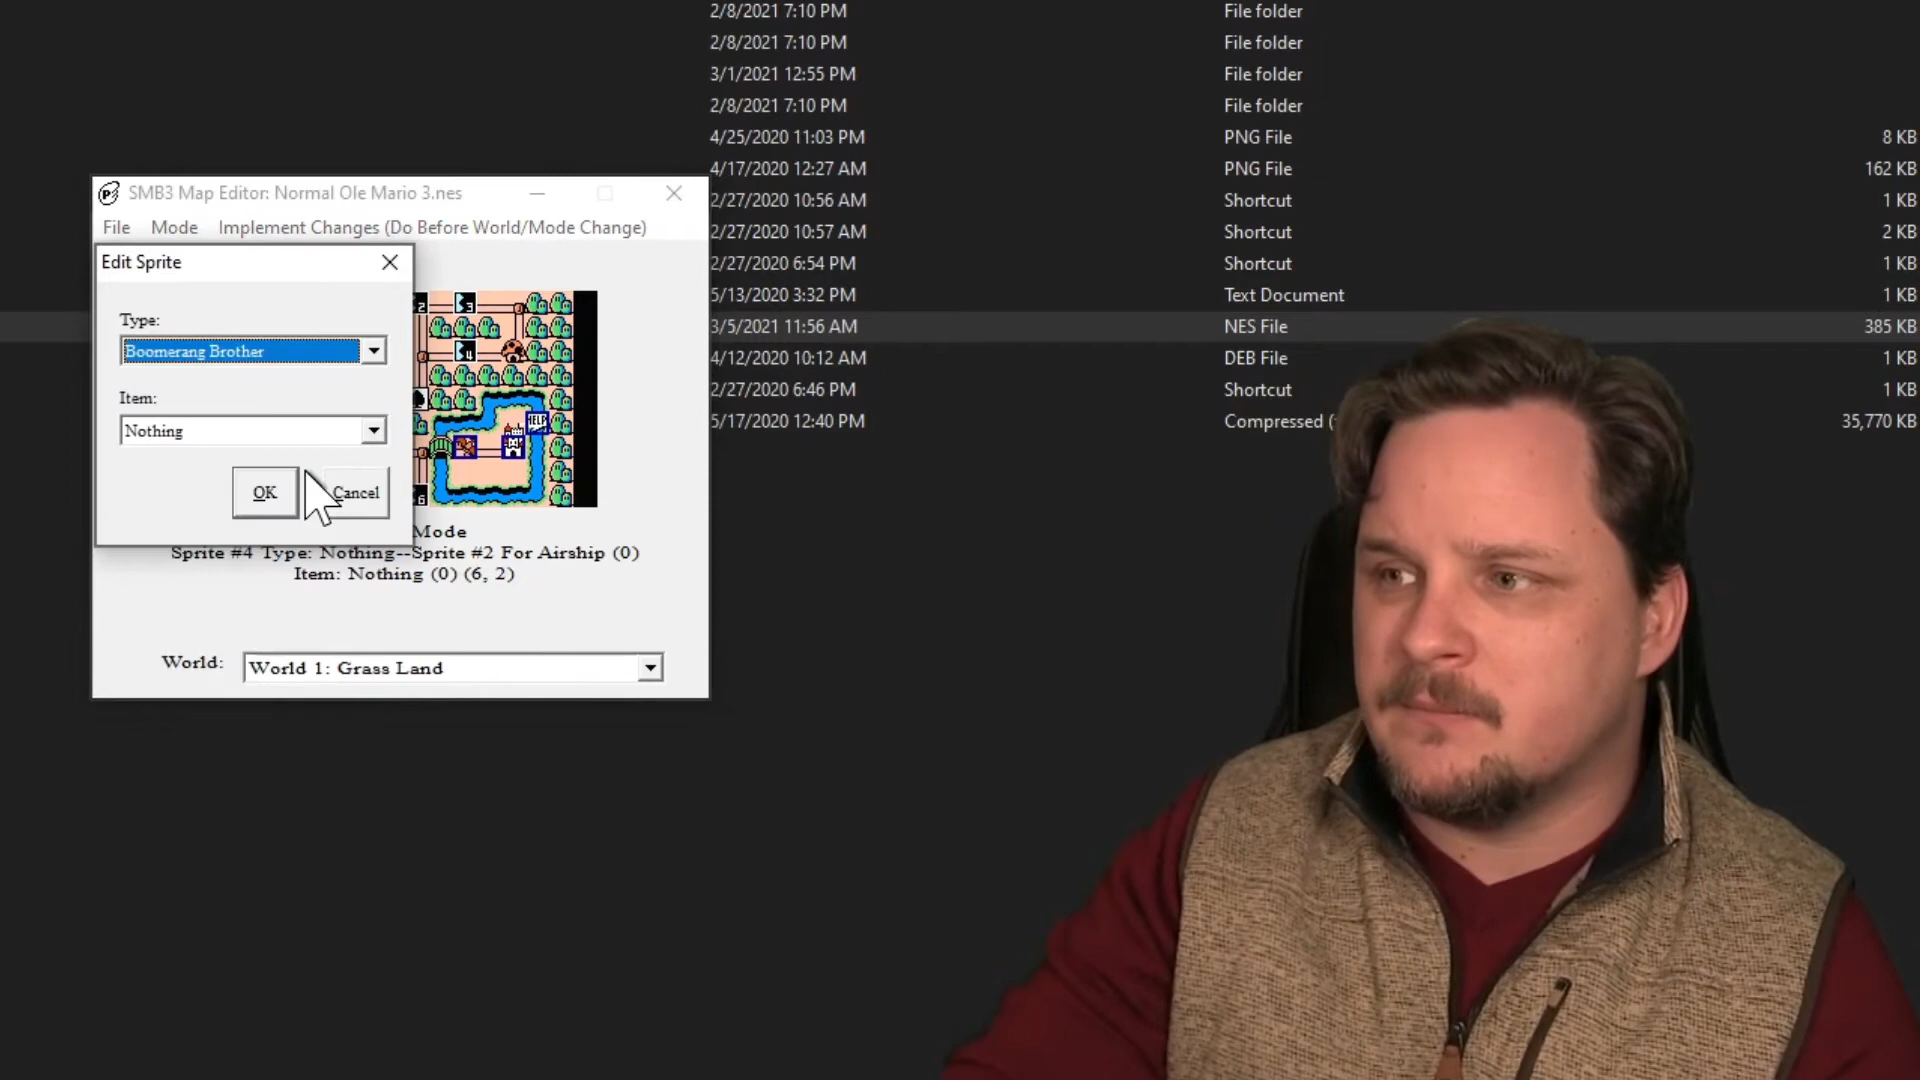 2/8/2021 7:10 PM File folder
2/8/2021 7:10 PM File folder
3/1/2021 12:55 PM File folder
2/8/2021 7:10 PM File folder
4/25/2020 11:03 PM PNG File 8 KB
4/17/2020 12:27 AM PNG File 162 KB
2/27/2020 10:56 AM Shortcut 1 KB
2/27/2020 10:57 AM Shortcut 2 KB
2/27/2020 6:54 PM Shortcut 1 KB
5/13/2020 3:32 PM Text Document 1 KB
3/5/2021 11:56 AM NES File 385 KB
4/12/2020 10:12 AM DEB File 1 KB
2/27/2020 6:46 PM Shortcut 1 KB
5/17/2020 12:40 PM Compressed ( 35,770 KB
SMB3 Map Editor: Normal Ole Mario 3.nes
File Mode Implement Changes (Do Before World/Mode Change)
Edit Sprite
Type:
Boomerang Brother
Item:
Nothing
OK Cancel
2 3
4
HELP
6
Mode
Sprite #4 Type: Nothing--Sprite #2 For Airship (0)
Item: Nothing (0) (6, 2)
World: World 1: Grass Land